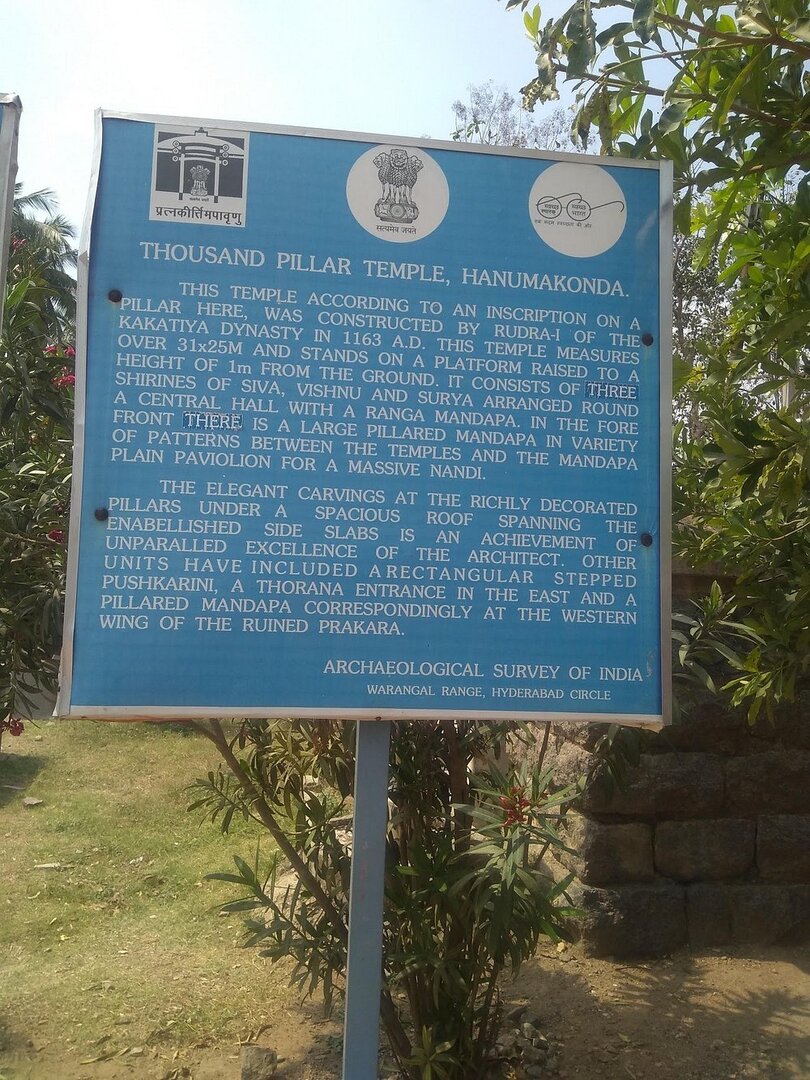 प्रत्नकीर्तिमपावृणु
सत्यमेव जयते
स्वच्छ भारत
एक कदम स्वच्छता की ओर
THOUSAND PILLAR TEMPLE, HANUMAKONDA.
THIS TEMPLE ACCORDING TO AN INSCRIPTION ON A
PILLAR HERE, WAS CONSTRUCTED BY RUDRA-I OF THE
KAKATIYA DYNASTY IN 1163 A.D. THIS TEMPLE MEASURES
OVER 31x25M AND STANDS ON A PLATFORM RAISED TO A
HEIGHT OF 1m FROM THE GROUND. IT CONSISTS OF THREE
SHIRINES OF SIVA, VISHNU AND SURYA ARRANGED ROUND
A CENTRAL HALL WITH A RANGA MANDAPA. IN THE FORE
FRONT THERE IS A LARGE PILLARED MANDAPA IN VARIETY
OF PATTERNS BETWEEN THE TEMPLES AND THE MANDAPA
PLAIN PAVIOLION FOR A MASSIVE NANDI.
THE ELEGANT CARVINGS AT THE RICHLY DECORATED
PILLARS UNDER A SPACIOUS ROOF SPANNING THE
ENABELLISHED SIDE SLABS IS AN ACHIEVEMENT OF
UNPARALLED EXCELLENCE OF THE ARCHITECT. OTHER
UNITS HAVE INCLUDED A RECTANGULAR STEPPED
PUSHKARINI, A THORANA ENTRANCE IN THE EAST AND A
PILLARED MANDAPA CORRESPONDINGLY AT THE WESTERN
WING OF THE RUINED PRAKARA.
ARCHAEOLOGICAL SURVEY OF INDIA
WARANGAL RANGE, HYDERABAD CIRCLE